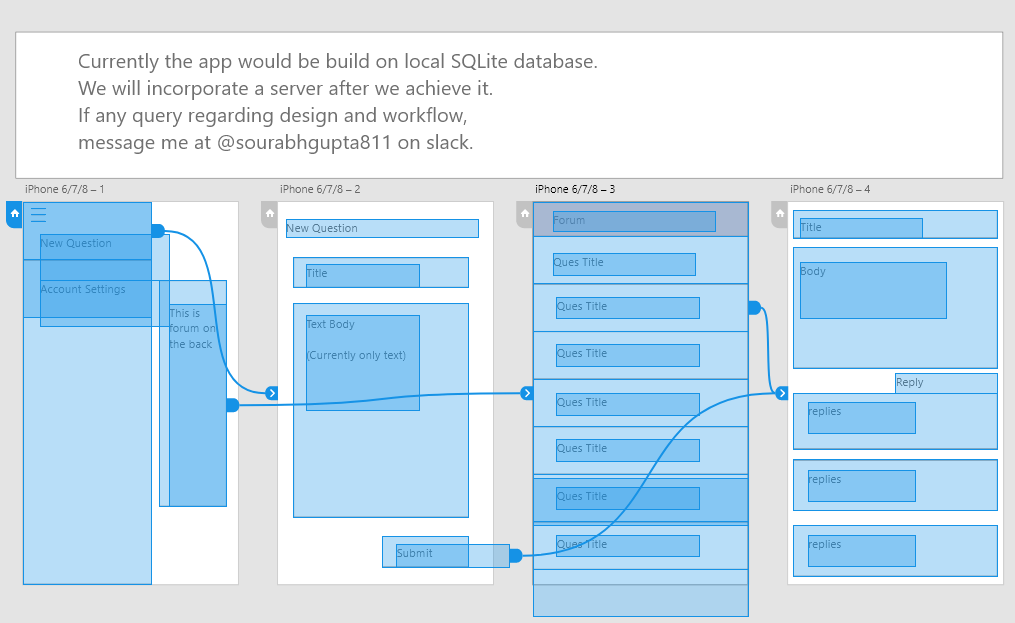 Currently the app would be build on local SQLite database.
We will incorporate a server after we achieve it.
If any query regarding design and workflow,
message me at @sourabhgupta811 on slack.
iPhone 6/7/8 – 1
New Question
Account Settings
This is
forum on
the back
iPhone 6/7/8 – 2
New Question
Title
Text Body
(Currently only text)
Submit
iPhone 6/7/8 – 3
Forum
Ques Title
Ques Title
Ques Title
Ques Title
Ques Title
Ques Title
Ques Title
iPhone 6/7/8 – 4
Title
Body
Reply
replies
replies
replies